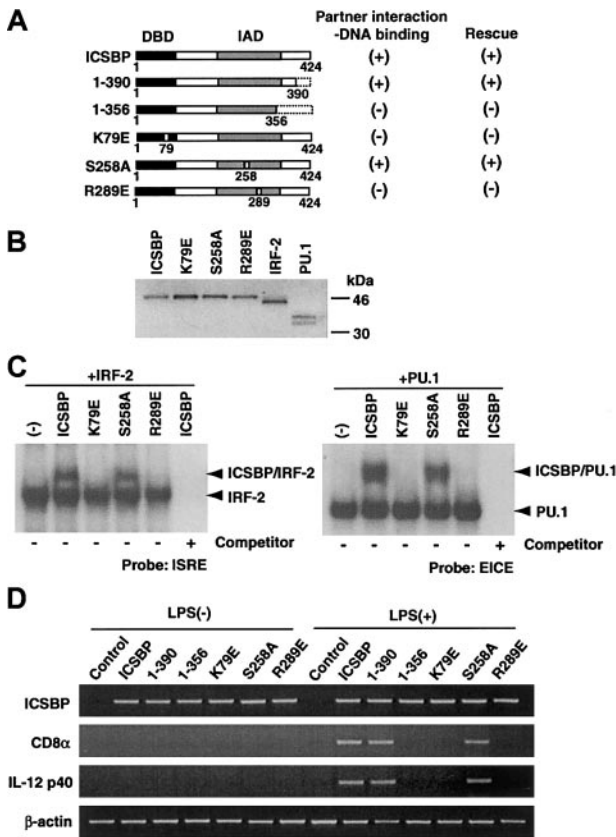 A
DBD IAD Partner interaction -DNA binding Rescue
ICSBP 1 424 (+) (+)
1-390 1 390 (+) (+)
1-356 1 356 (-) (-)
K79E 1 79 424 (-) (-)
S258A 1 258 424 (+) (+)
R289E 1 289 424 (-) (-)
B
ICSBP K79E S258A R289E IRF-2 PU.1
kDa
46
30
C
+IRF-2
(-) ICSBP K79E S258A R289E ICSBP
ICSBP/IRF-2
IRF-2
- - - - - + Competitor
Probe: ISRE
+PU.1
(-) ICSBP K79E S258A R289E ICSBP
ICSBP/PU.1
PU.1
- - - - - + Competitor
Probe: EICE
D
LPS(-) LPS(+)
Control ICSBP 1-390 1-356 K79E S258A R289E Control ICSBP 1-390 1-356 K79E S258A R289E
ICSBP
CD8α
IL-12 p40
β-actin